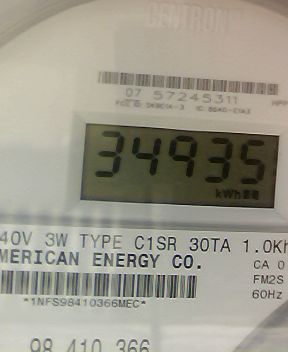 CENTRON
07 57245311
34935
kWh
40V 3W TYPE C1SR 30TA 1.0Kh
MERICAN ENERGY CO.
CA 0
FM2S
60Hz
*1NFS98410366MEC*
98 410 366